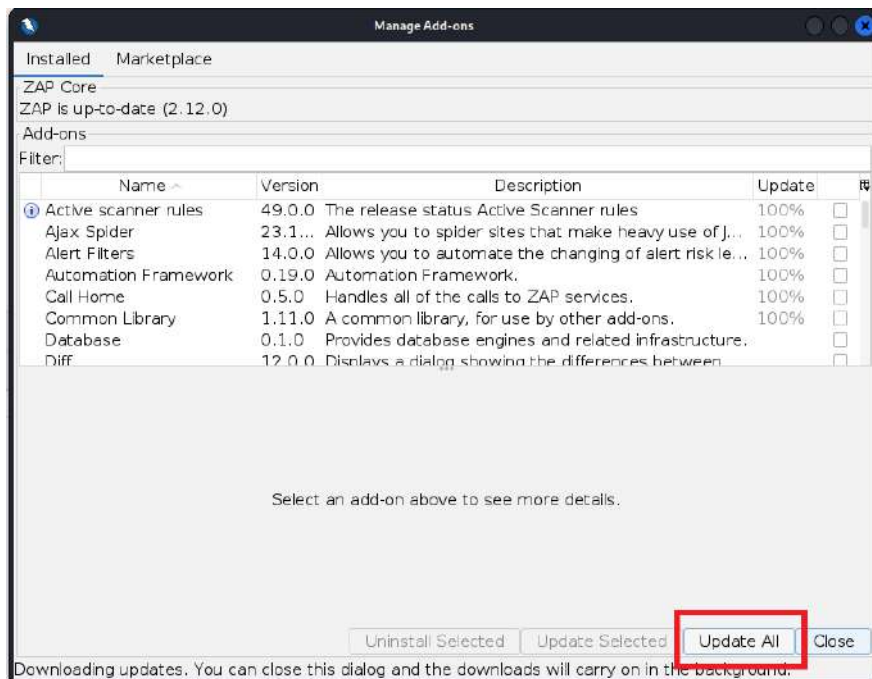 Manage Add-ons
Installed Marketplace
ZAP Core
ZAP is up-to-date (2.12.0)
Add-ons
Filter:
Name Version Description Update
Active scanner rules 49.0.0 The release status Active Scanner rules 100%
Ajax Spider 23.1... Allows you to spider sites that make heavy use of J... 100%
Alert Filters 14.0.0 Allows you to automate the changing of alert risk le... 100%
Automation Framework 0.19.0 Automation Framework. 100%
Call Home 0.5.0 Handles all of the calls to ZAP services. 100%
Common Library 1.11.0 A common library, for use by other add-ons. 100%
Database 0.1.0 Provides database engines and related infrastructure.
Diff 12.0.0 Displays a dialog showing the differences between
Select an add-on above to see more details.
Uninstall Selected Update Selected Update All Close
Downloading updates. You can close this dialog and the downloads will carry on in the background.